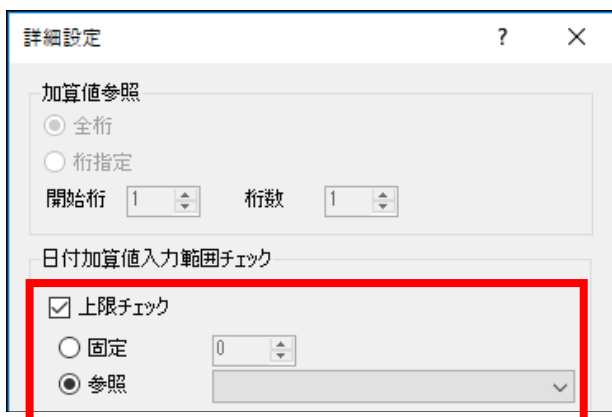 詳細設定 ?
加算値参照
全桁
桁指定
開始桁 1 桁数 1
日付加算値入力範囲チェック
上限チェック
固定 0
参照